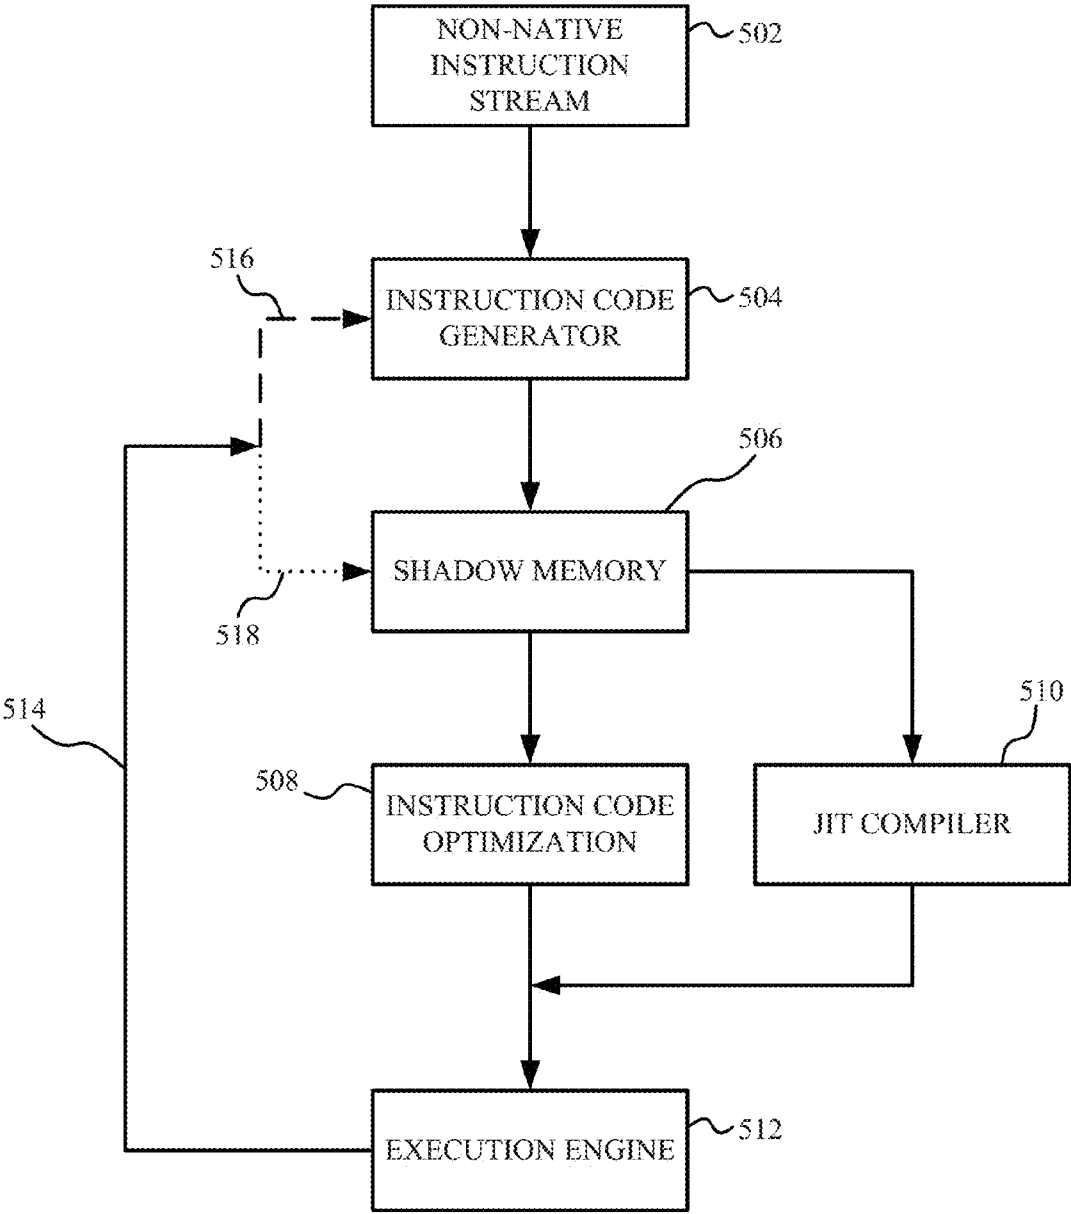 NON-NATIVE
INSTRUCTION
STREAM
502
516
INSTRUCTION CODE
GENERATOR
504
506
SHADOW MEMORY
518
514
510
508
INSTRUCTION CODE
OPTIMIZATION
JIT COMPILER
EXECUTION ENGINE
512